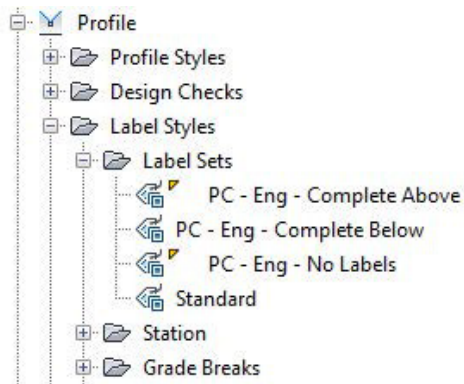 Profile
Profile Styles
Design Checks
Label Styles
Label Sets
PC - Eng - Complete Above
PC - Eng - Complete Below
PC - Eng - No Labels
Standard
Station
Grade Breaks